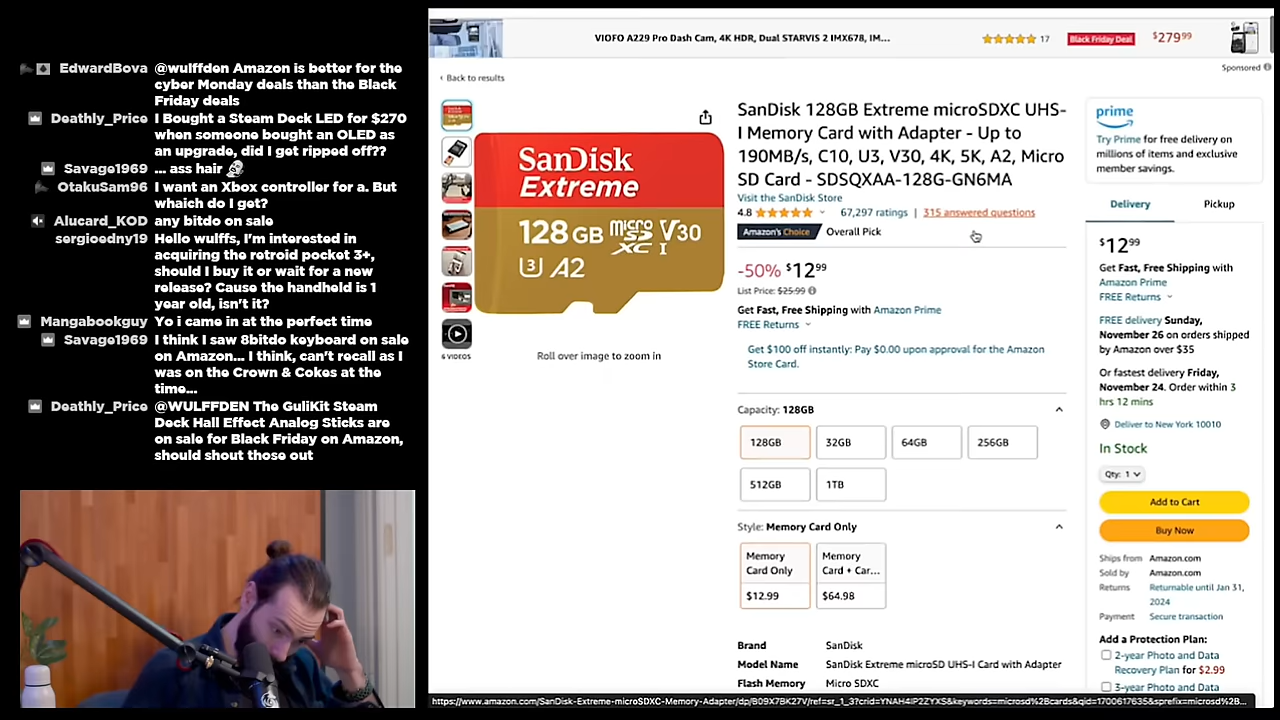 EdwardBova @wulffden Amazon is better for the
cyber Monday deals than the Black
Friday deals
Deathly_Price I Bought a Steam Deck LED for $270
when someone bought an OLED as
an upgrade, did I get ripped off??
Savage1969 ... ass hair
OtakuSam96 I wan an Xbox controller for a. But
which do I get?
Alucard_KOD any bitdo on sale
sergioedny19 Hello wulffs, I'm interested in
acquiring the retroid pocket 3+,
should I buy it or wait for a new
release? Cause the handheld is 1
year old, isn't it?
Mangabookguy You came in at the perfect time
Savage1969 I think I saw 8bitdo keyboard on sale
on Amazon... I think, can't recall as I
was on the Crown & Cokes at the
time...
Deathly_Price @WULFFDEN The GuliKit Steam
Deck Hall Effect Analog Sticks are
on sale for Black Friday on Amazon,
should shout those out
VIOFO A229 Pro Dash Cam, 4K HDR, Dual STARVIS 2 IMX678, IM...
17
Black Friday Deal
$279.99
Sponsored
‹ Back to results
SanDisk
Extreme
128GB micro SD XC I V30
U3 A2
6 VIDEOS
Roll over image to zoom in
SanDisk 128GB Extreme microSDXC UHS-
I Memory Card with Adapter - Up to
190MB/s, C10, U3, V30, 4K, 5K, A2, Micro
SD Card - SDSQXAA-128G-GN6MA
Visit the SanDisk Store
4.8 67,297 ratings | 315 answered questions
Amazon's Choice Overall Pick
-50% $12.99
List Price: $25.99
Get Fast, Free Shipping with Amazon Prime
FREE Returns
Get $100 off instantly: Pay $0.00 upon approval for the Amazon
Store Card.
Capacity: 128GB
128GB 32GB 64GB 256GB
512GB 1TB
Style: Memory Card Only
Memory
Card Only
$12.99
Memory
Card + Car...
$64.98
Brand SanDisk
Model Name SanDisk Extreme microSD UHS-I Card with Adapter
Flash Memory Micro SDXC
prime
Try Prime for free delivery on
millions of items and exclusive
member savings.
Delivery Pickup
$12.99
Get Fast, Free Shipping with
Amazon Prime
FREE Returns
FREE delivery Sunday,
November 26 on orders shipped
by Amazon over $35
Or fastest delivery Friday,
November 24. Order within 3
hrs 12 mins
Deliver to New York 10010
In Stock
Qty: 1
Add to Cart
Buy Now
Ships from Amazon.com
Sold by Amazon.com
Returns Returnable until Jan 31,
2024
Payment Secure transaction
Add a Protection Plan:
2-year Photo and Data
Recovery Plan for $2.99
3-year Photo and Data